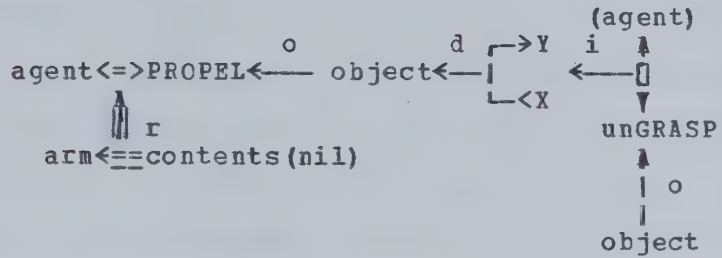 (agent)
agent<=>PROPEL<— o object<— d —>Y <— i
—<X
r unGRASP
arm<==contents(nil)
o
object